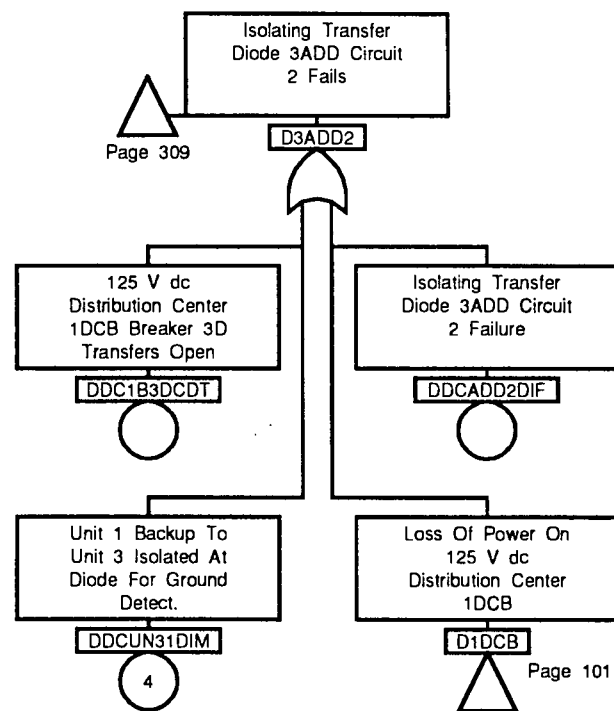 Isolating Transfer
Diode 3ADD Circuit
2 Fails
Page 309
D3ADD2
125 V dc
Distribution Center
1DCB Breaker 3D
Transfers Open
DDC1B3DCDT
Isolating Transfer
Diode 3ADD Circuit
2 Failure
DDCADD2DIF
Unit 1 Backup To
Unit 3 Isolated At
Diode For Ground
Detect.
DDCUN31DIM
4
Loss Of Power On
125 V dc
Distribution Center
1DCB
D1DCB
Page 101